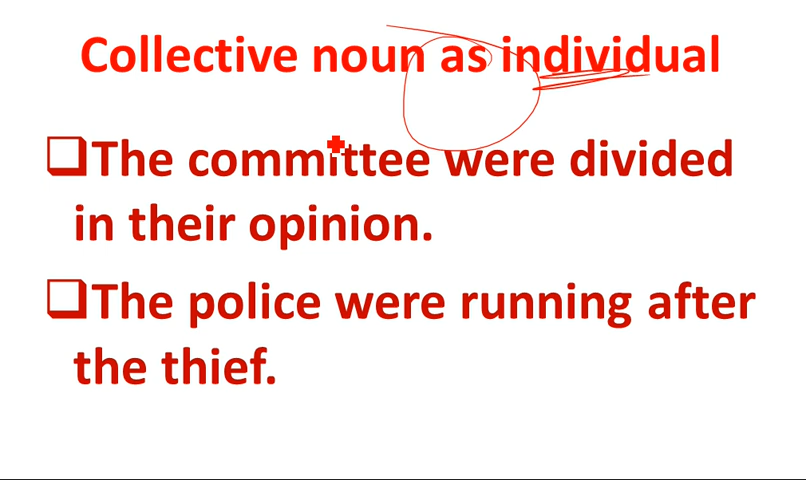 Collective noun as individual
The committee were divided
in their opinion.
The police were running after
the thief.